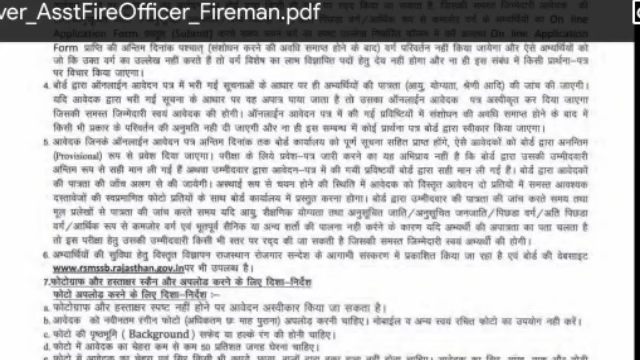 ver_AsstFireOfficer_Fireman.pdf
Application Form
Form प्राप्ति की अन्तिम दिनांक पश्चात् (संशोधन करने की अवधि समाप्त होने के बाद) वर्ग परिवर्तन नहीं किया जायेगा और ऐसे अभ्यर्थियों को
जो कि उक्त वर्ग का उल्लेख नहीं करते है तो वर्ग विशेष का लाभ विज्ञापित पदों हेतु देय नहीं होगा और ना ही इस संबंध में किसी प्रार्थना-पत्र
पर विचार किया जाएगा।
4. बोर्ड द्वारा ऑनलाईन आवेदन पत्र में भरी गई सूचनाओं के आधार पर ही अभ्यर्थियों की पात्रता (आयु, योग्यता, श्रेणी आदि) की जांच की जाएगी।
यदि आवेदक द्वारा भरी गई सूचना के आधार पर वह अपात्र पाया जाता है तो उसका ऑनलाईन आवेदक पत्र अस्वीकृत कर दिया जाएगा
जिसकी समस्त जिम्मेदारी स्वयं आवेदक की होगी। ऑनलाईन आवेदन पत्र में की गई प्रविष्टियों में संशोधन की अवधि समाप्त होने के बाद में
किसी भी प्रकार के परिवर्तन की अनुमति नही दी जाएगी और ना ही इस सम्बन्ध में कोई प्रार्थना पत्र बोर्ड द्वारा स्वीकार किया जाएगा।
5. आवेदक जिनके ऑनलाईन आवेदन पत्र अन्तिम दिनांक तक बोर्ड कार्यालय को पूर्ण सूचना सहित प्राप्त होंगे, ऐसे आवेदकों को बोर्ड द्वारा अनन्तिम
(Provisional) रूप से प्रवेश दिया जाएगा। परीक्षा के लिये प्रवेश-पत्र जारी करने का यह अभिप्राय नहीं है कि बोर्ड द्वारा उसकी उम्मीदवारी
अन्तिम रूप से सही मान ली गई हैं अथवा उम्मीदवार द्वारा आवेदन-पत्र में की गयी प्रविष्टियाँ बोर्ड द्वारा सही मान ली गई हैं। बोर्ड द्वारा आवेदकों
की पात्रता की जाँच अलग से की जायेगी। अस्थाई रूप से चयन होने की स्थिति में आवेदक को विस्तृत आवेदन दो प्रतियो में समस्त आवश्यक
दस्तावेजों की स्वप्रमाणित फोटो प्रतियों के साथ बोर्ड कार्यालय में प्रस्तुत करना होगा। बोर्ड द्वारा उम्मीदवार की पात्रता की जांच करते समय तथा
मूल प्रलेखों से पात्रता की जांच करते समय यदि आयु, शैक्षणिक योग्यता तथा अनुसूचित जाति/अनुसूचित जनजाति/पिछडा वर्ग/अति पिछडा
वर्ग/आर्थिक रूप से कमजोर वर्ग एवं भूतपूर्व सैनिक या अन्य शर्तो की पालना नही करने के कारण यदि अभ्यर्थी की अपात्रता का पता चलता है
तो इस परीक्षा हेतु उसकी उम्मीदवारी किसी भी स्तर पर रद्द की जा सकती है जिसकी समस्त जिम्मेदारी स्वयं अभ्यर्थी की होगी।
6. अभ्यर्थियों की सुविधा हेतु विस्तृत विज्ञापन राजस्थान रोजगार सन्देश के आगामी संस्करण में प्रकाशित किया जा रहा है एवं बोर्ड की वेबसाइट
www.rsmssb.rajasthan.gov.in पर भी उपलब्ध है।
7. फोटोग्राफ और हस्ताक्षर स्कैन और अपलोड करने के लिए दिशा-निर्देश
फोटो अपलोड करने के लिए दिशा-निर्देश :-
a. फोटोग्राफ और हस्ताक्षर स्पष्ट नहीं होने पर आवेदन अस्वीकार किया जा सकता है।
b. आवेदक को नवीनतम रंगीन फोटो (अधिकतम छः माह पुराना) अपलोड करनी चाहिए। मोबाईल व अन्य स्वयं रचित फोटो का उपयोग नही करें।
c. फोटो की पृष्ठभूमि (Background) सफेद या हल्के रंग की होनी चाहिए।
d. फोटो में आवेदक का चेहरा कम से कम 50 प्रतिशत जगह घेरना चाहिए।